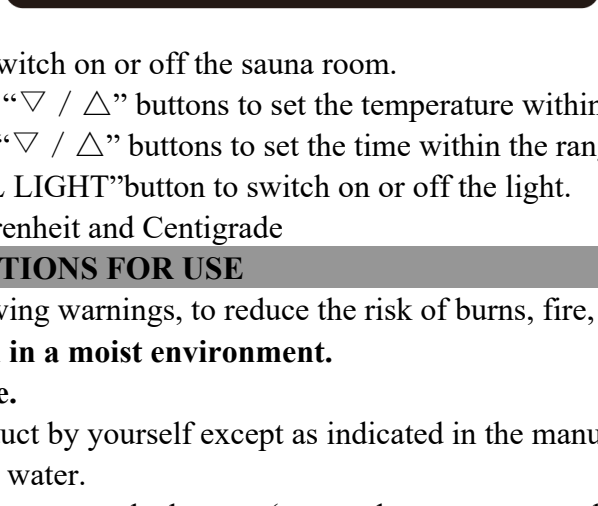 witch on or off the sauna room.
“▽ / △” buttons to set the temperature within
“▽ / △” buttons to set the time within the ran
LIGHT”button to switch on or off the light.
renheit and Centigrade
TIONS FOR USE
ving warnings, to reduce the risk of burns, fire,
in a moist environment.
e.
uct by yourself except as indicated in the manu
water.